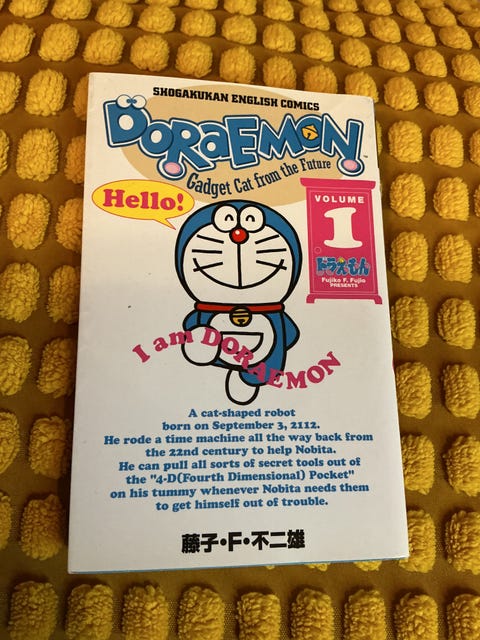 SHOGAKUKAN ENGLISH COMICS
DORAEMON
TM
Gadget Cat from the Future
Hello!
VOLUME
1
ドラえもん
Fujiko F. Fujio
PRESENTS
I am DORAEMON
A cat-shaped robot
born on September 3, 2112.
He rode a time machine all the way back from
the 22nd century to help Nobita.
He can pull all sorts of secret tools out of
the "4-D(Fourth Dimensional) Pocket"
on his tummy whenever Nobita needs them
to get himself out of trouble.
藤子・F・不二雄